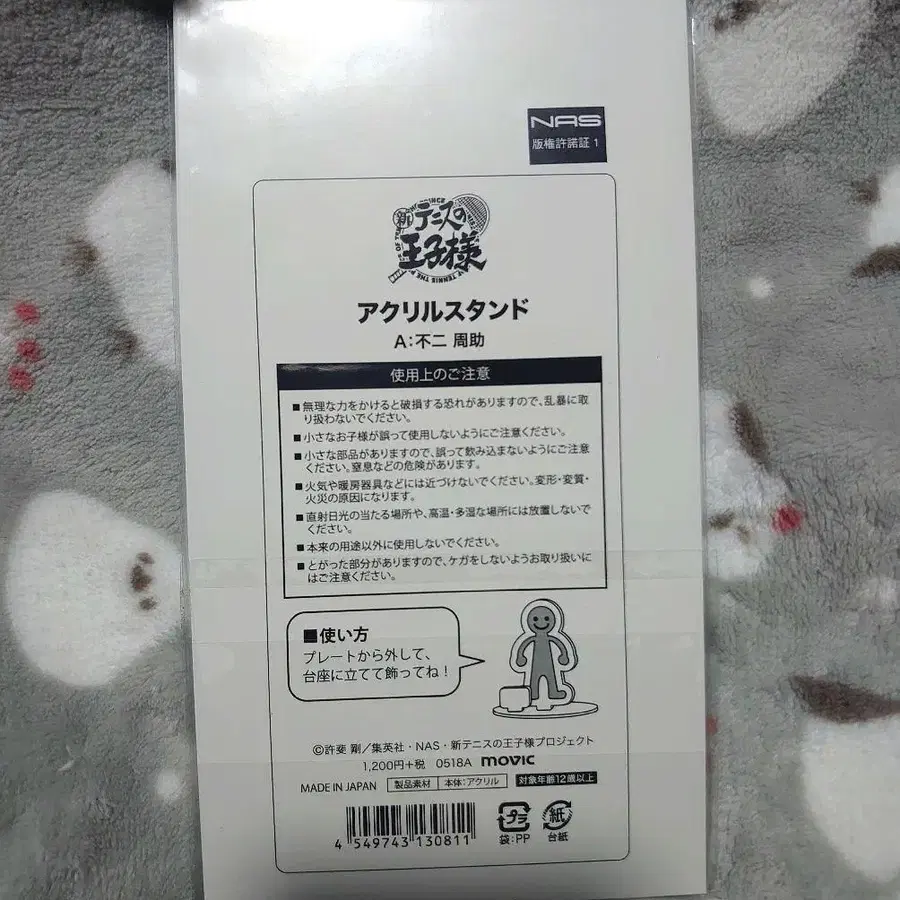 NAS
版権許諾証 1
新テニスの
王子様
アクリルスタンド
A:不二 周助
使用上のご注意
■無理な力をかけると破損する恐れがありますので、乱暴に取
り扱わないでください。
■小さなお子様が誤って使用しないようにご注意ください。
■小さな部品がありますので、誤って飲み込まないようにご注意
ください。窒息などの危険があります。
■火気や暖房器具などには近づけないでください。変形・変質・
火災の原因になります。
■直射日光の当たる場所や、高温・多湿な場所には放置しないで
ください。
■本来の用途以外に使用しないでください。
■とがった部分がありますので、ケガをしないようお取り扱いに
はご注意ください。
■使い方
プレートから外して、
台座に立てて飾ってね!
©許斐 剛/集英社・NAS・新テニスの王子様プロジェクト
1,200円+税 0518A movic
MADE IN JAPAN 製品素材 本体:アクリル 対象年齢12歳以上
4 549743 130811
プラ
袋:PP
紙
台紙